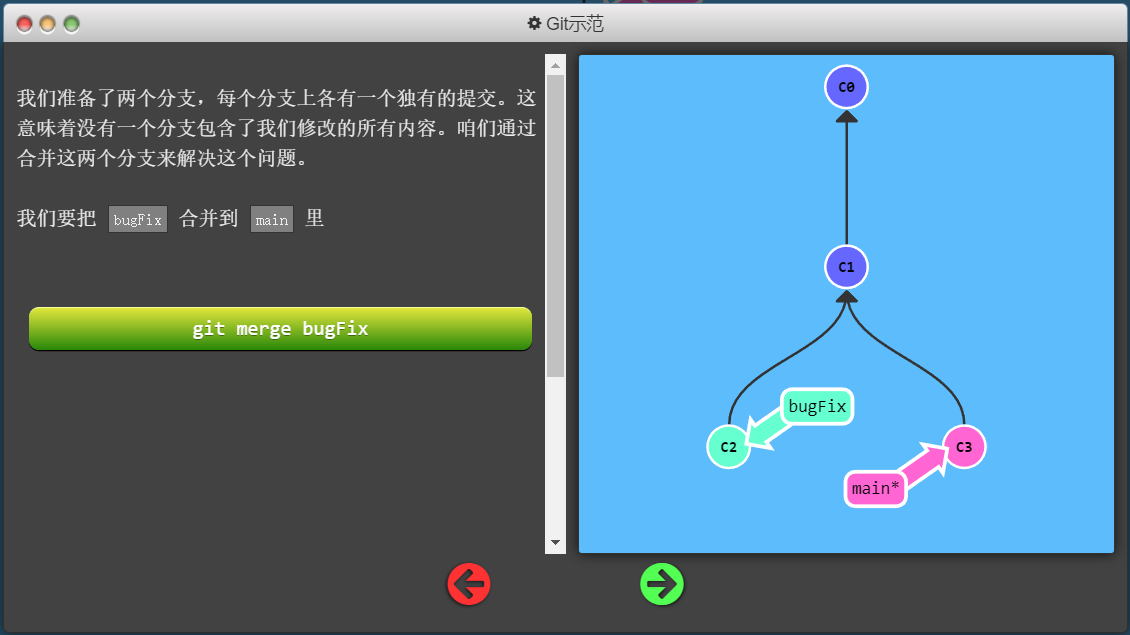 Git示范
我们准备了两个分支，每个分支上各有一个独有的提交。这
意味着没有一个分支包含了我们修改的所有内容。咱们通过
合并这两个分支来解决这个问题。
我们要把 bugFix 合并到 main 里
git merge bugFix
C0
C1
bugFix
C2
C3
main*